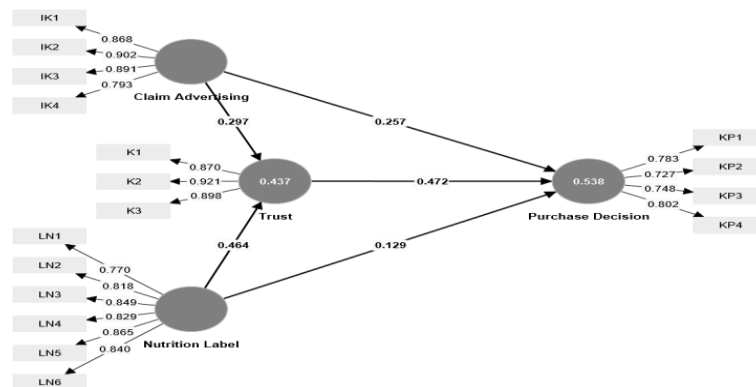 IK1
0.868
IK2
0.902
IK3
0.891
IK4
0.793
Claim Advertising
0.297
0.257
K1
0.870
K2
0.921
K3
0.898
0.437
Trust
0.472
0.538
Purchase Decision
KP1
0.783
KP2
0.727
KP3
0.748
KP4
0.802
0.464
0.129
LN1
0.770
LN2
0.818
LN3
0.849
LN4
0.829
LN5
0.865
LN6
0.840
Nutrition Label